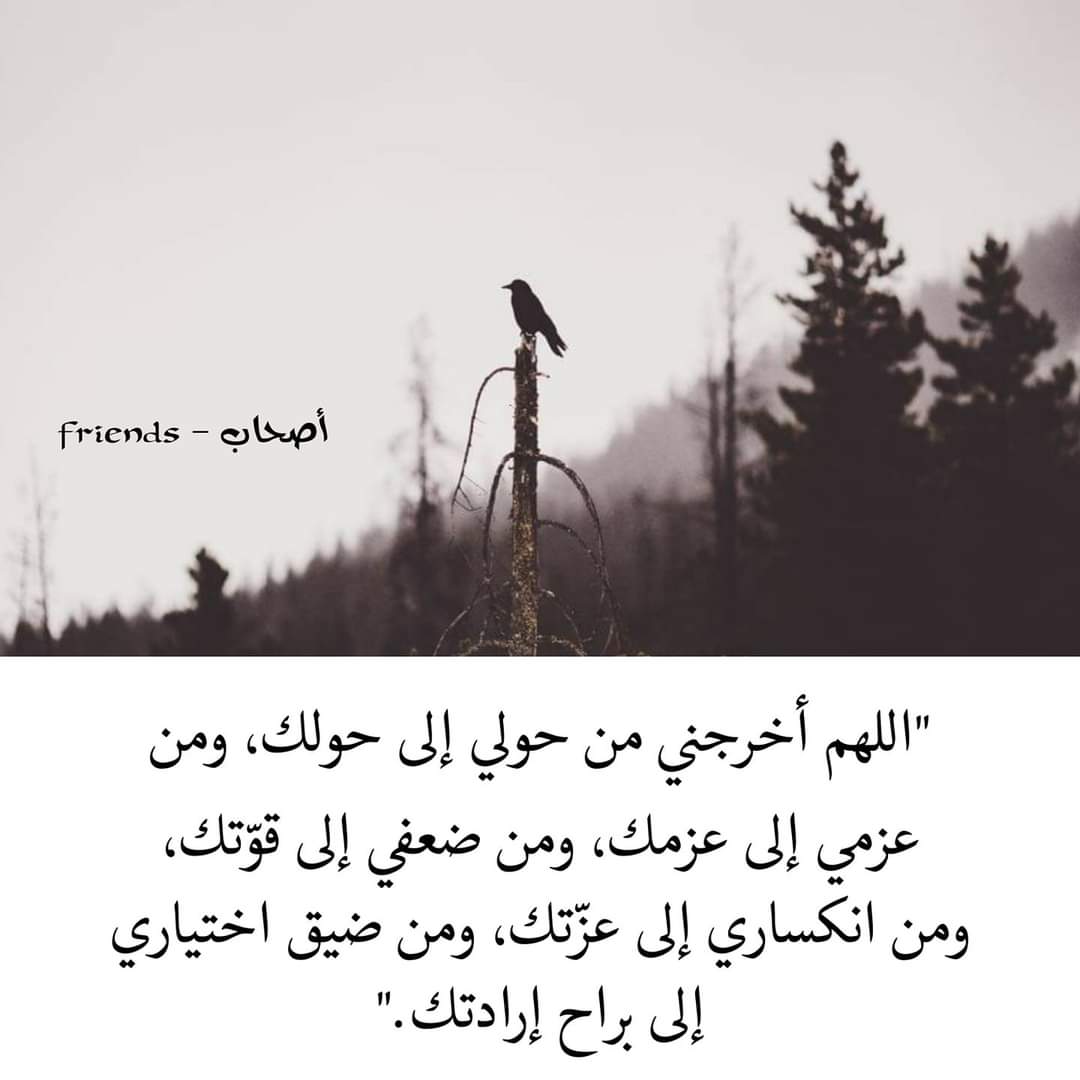 أصحاب - friends
"اللهم أخرجني من حولي إلى حولك، ومن
عزمي إلى عزمك، ومن ضعفي إلى قوّتك،
ومن انكساري إلى عزّتك، ومن ضيق اختياري
إلى براح إرادتك."